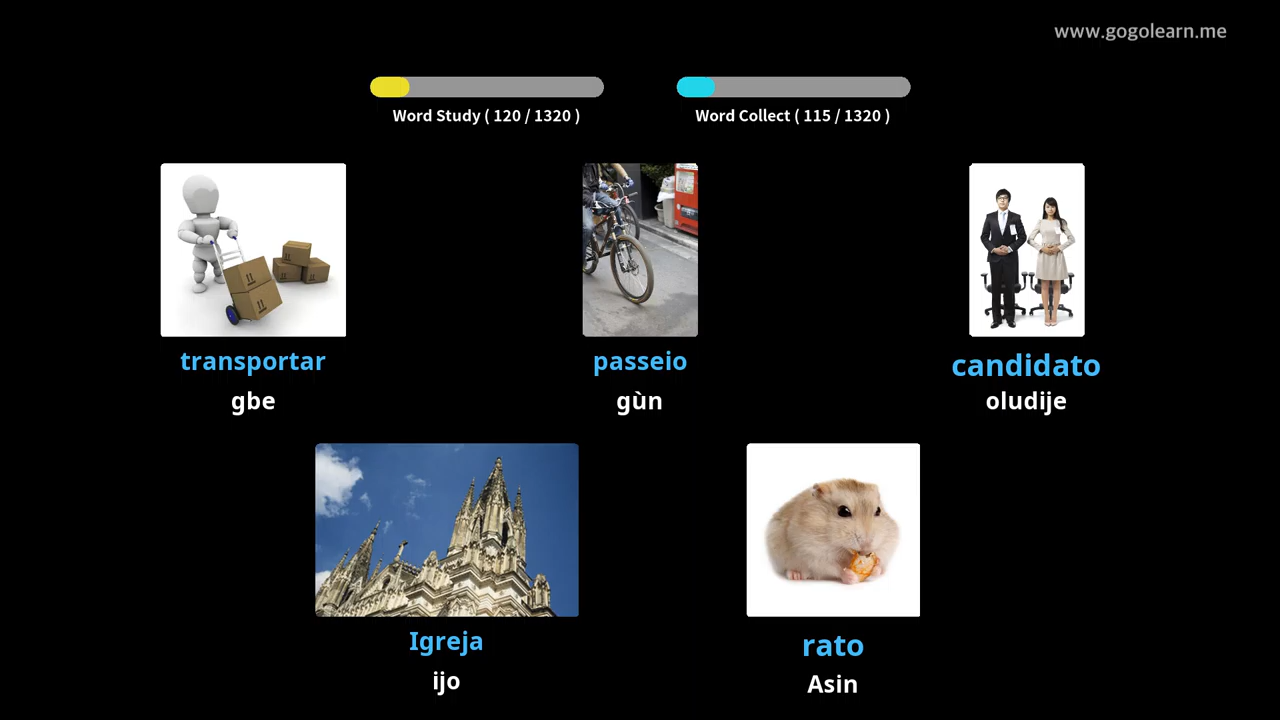 www.gogolearn.me
Word Study ( 120 / 1320 )
Word Collect ( 115 / 1320 )
transportar
gbe
passeio
gùn
candidato
oludije
Igreja
ijo
rato
Asin